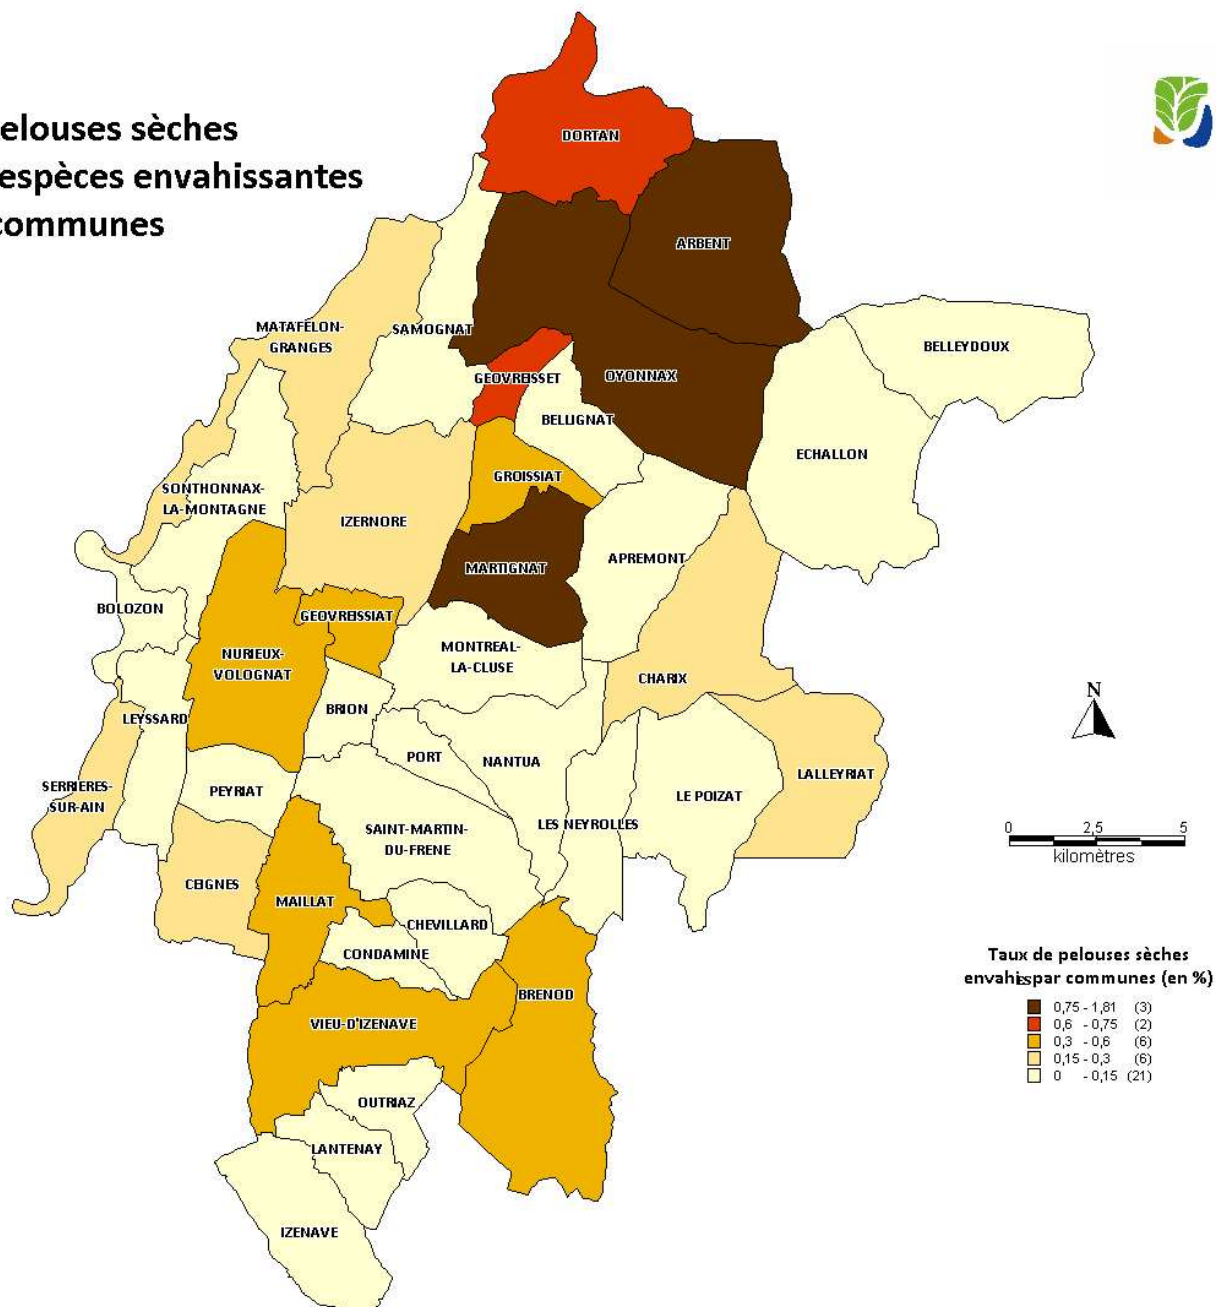 elouses sèches
espèces envahissantes
communes
DORTAN
ARBENT
MATAFELON-
GRANGES
SAMOGNAT
BELLEYDOUX
GEOVREISSET
OYONNAX
BELLIGNAT
ECHALLON
SONTHONNAX-
LA-MONTAGNE
GROISSIAT
IZERNORE
MARTIGNAT
APREMONT
BOLOZON
GEOVREISSIAT
NURIEUX-
VOLOGNAT
MONTREAL-
LA-CLUSE
CHARIX
LEYSSARD
BRION
PORT
NANTUA
N
SERRIERES-
SUR-AIN
PEYRIAT
LE POIZAT
LALLEYRIAT
SAINT-MARTIN-
DU-FRENE
LES NEYROLLES
0 2,5 5
kilomètres
CEIGNES
MAILLAT
CHEVILLARD
CONDAMINE
BRENOD
VIEU-D'IZENAVE
OUTRIAZ
LANTENAY
IZENAVE
Taux de pelouses sèches
envahis par communes (en %)
0,75 - 1,81 (3)
0,6 - 0,75 (2)
0,3 - 0,6 (6)
0,15 - 0,3 (6)
0 - 0,15 (21)